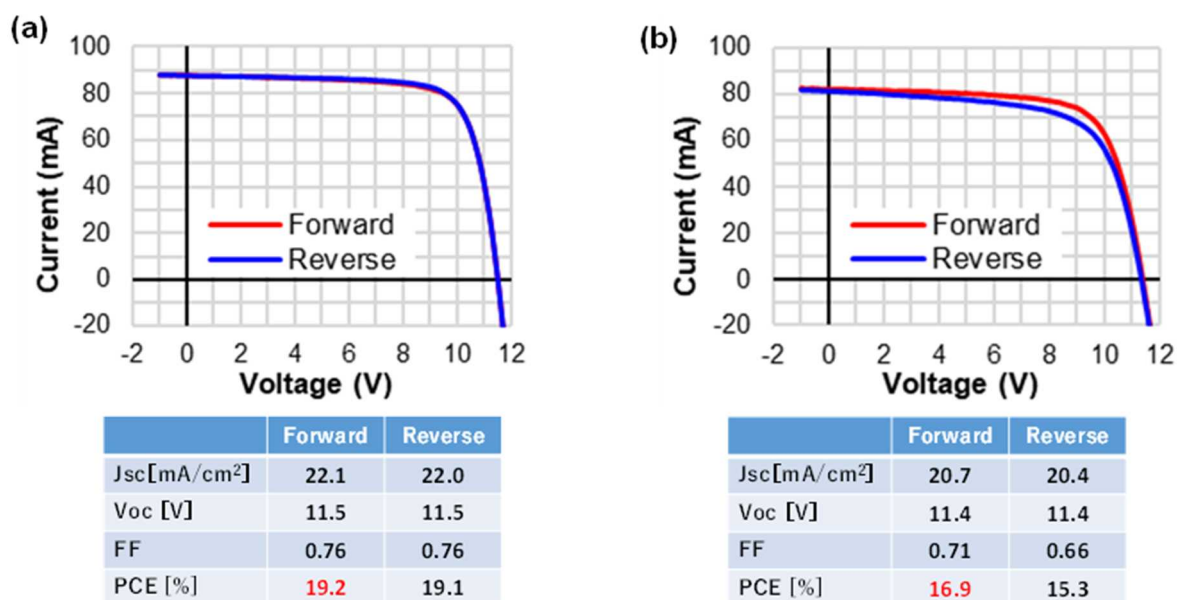 (a)
100
80
60
40
20
0
-20
Current (mA)
Forward
Reverse
-2 0 2 4 6 8 10 12
Voltage (V)
Forward Reverse
Jsc[mA/cm²] 22.1 22.0
Voc [V] 11.5 11.5
FF 0.76 0.76
PCE [%] 19.2 19.1
(b)
100
80
60
40
20
0
-20
Current (mA)
Forward
Reverse
-2 0 2 4 6 8 10 12
Voltage (V)
Forward Reverse
Jsc[mA/cm²] 20.7 20.4
Voc [V] 11.4 11.4
FF 0.71 0.66
PCE [%] 16.9 15.3